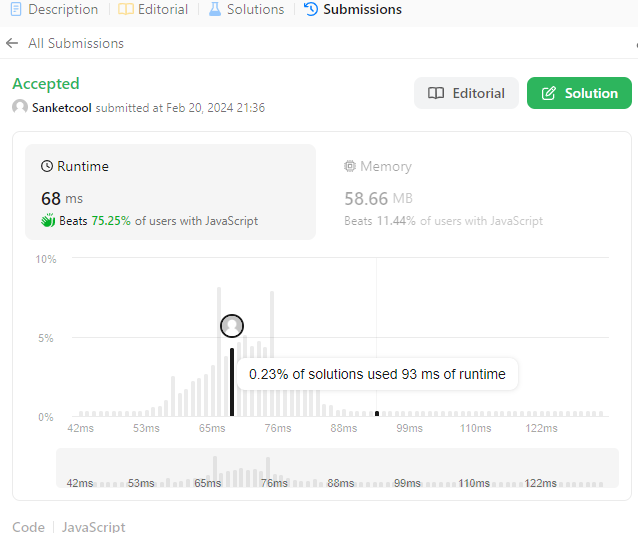 Description Editorial Solutions Submissions
All Submissions
Accepted
Sanketcool submitted at Feb 20, 2024 21:36
Editorial
Solution
Runtime
68 ms
Beats 75.25% of users with JavaScript
Memory
58.66 MB
Beats 11.44% of users with JavaScript
10%
5%
0%
0.23% of solutions used 93 ms of runtime
42ms 53ms 65ms 76ms 88ms 99ms 110ms 122ms
42ms 53ms 65ms 76ms 88ms 99ms 110ms 122ms
Code JavaScript